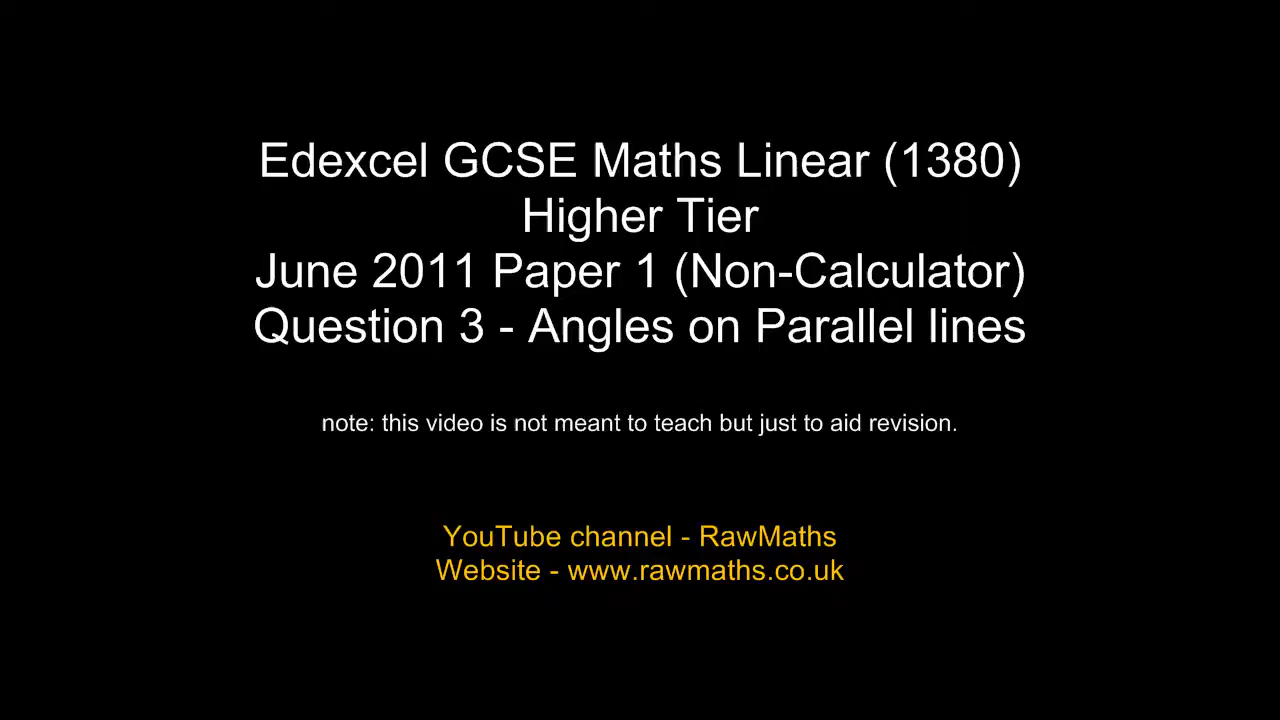 Edexcel GCSE Maths Linear (1380)
Higher Tier
June 2011 Paper 1 (Non-Calculator)
Question 3 - Angles on Parallel lines
note: this video is not meant to teach but just to aid revision.
YouTube channel - RawMaths
Website - www.rawmaths.co.uk